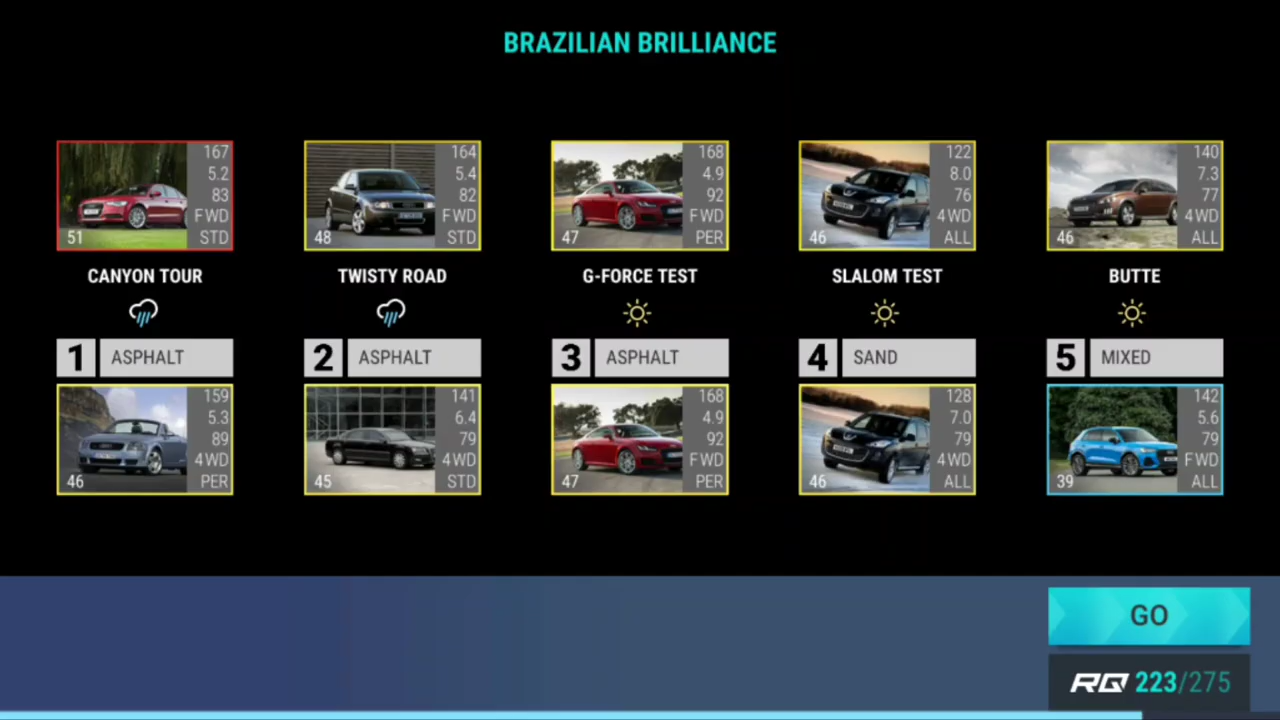 BRAZILIAN BRILLIANCE
167
5.2
83
FWD
51 STD
164
5.4
82
FWD
48 STD
168
4.9
92
FWD
47 PER
122
8.0
76
4WD
46 ALL
140
7.3
77
4WD
46 ALL
CANYON TOUR
TWISTY ROAD
G-FORCE TEST
SLALOM TEST
BUTTE
1 ASPHALT
2 ASPHALT
3 ASPHALT
4 SAND
5 MIXED
159
5.3
89
4WD
46 PER
141
6.4
79
4WD
45 STD
168
4.9
92
FWD
47 PER
128
7.0
79
4WD
46 ALL
142
5.6
79
FWD
39 ALL
GO
RQ 223/275